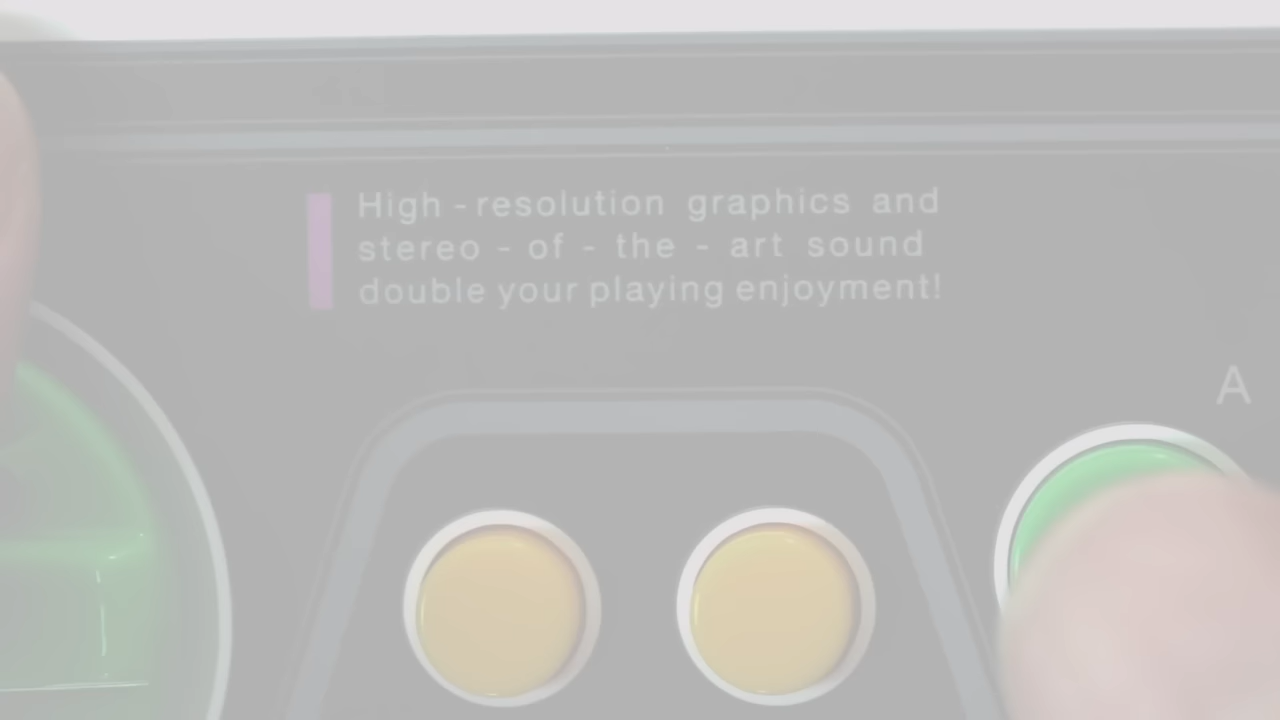 High - resolution graphics and
stereo - of - the - art sound
double your playing enjoyment!
A